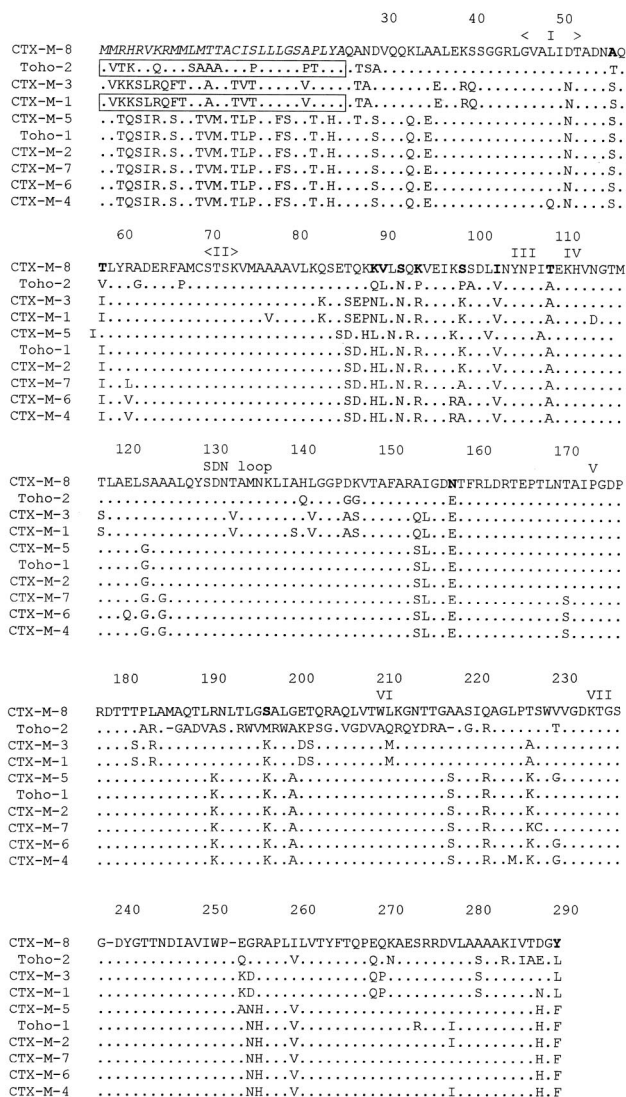 30 40 50
< I >
CTX-M-8 MMRHRVKRMMLMTTACISLLLGSAPLYAQANDVQQKLAALEKSSGGRLGVALIDTADNAQ
Toho-2 .VTK..Q...SAAA...P.....PT....TSA..........................T.
CTX-M-3 .VKKSLRQFT..A..TVT.....V.....TA.......E..RQ..........N....S.
CTX-M-1 .VKKSLRQFT..A..TVT.....V.....TA.......E..RQ..........N....S.
CTX-M-5 ..TQSIR.S..TVM.TLP..FS..T.H..T.S...Q.E...............N....S.
Toho-1 ..TQSIR.S..TVM.TLP..FS..T.H....S...Q.E...............N....S.
CTX-M-2 ..TQSIR.S..TVM.TLP..FS..T.H....S...Q.E...............N....S.
CTX-M-7 ..TQSIR.S..TVM.TLP..FS..T.H....S...Q.E...............N....S.
CTX-M-6 ..TQSIR.S..TVM.TLP..FS..T.H....S...Q.E...............N....S.
CTX-M-4 ..TQSIR.S..TVM.TLP..FS..T.H....S...Q.E.............Q.N....S.
60 70 80 90 100 110
<II> III IV
CTX-M-8 TLYRADERFAMCSTSKVMAAAAVLKQSETQKKVLSQKVEIKSSDLINYNPITEKHVNGTM
Toho-2 V...G....P.....................QL.N.P....PA..V.....A........
CTX-M-3 I........................K..SEPNL.N.R....K...V.....A........
CTX-M-1 I..................V.....K..SEPNL.N.R....K...V.....A....D...
CTX-M-5 I...........................SD.HL.N.R....K...V.....A........
Toho-1 I...........................SD.HL.N.R....K...V.....A........
CTX-M-2 I...........................SD.HL.N.R....K...V.....A........
CTX-M-7 I..L........................SD.HL.N.R....A...V.....A........
CTX-M-6 I..V........................SD.HL.N.R...RA...V.....A........
CTX-M-4 I..V........................SD.HL.N.R....A...V.....A........
120 130 140 150 160 170
SDN loop V
CTX-M-8 TLAELSAAALQYSDNTAMNKLIAHLGGPDKVTAFARAIGDNTFRLDRTEPTLNTAIPGDP
Toho-2 .......................Q....GG..........E...................
CTX-M-3 S..............V........V...AS......QL..E...................
CTX-M-1 S..............V......S.V...AS......QL..E...................
CTX-M-5 .....G..............................SL..E...................
Toho-1 .....G..............................SL..E...................
CTX-M-2 .....G..............................SL..E...................
CTX-M-7 .....G.G............................SL..E............S......
CTX-M-6 ...Q.G.G............................SL..E............S......
CTX-M-4 .....G.G............................SL..E............S......
180 190 200 210 220 230
VI VII
CTX-M-8 RDTTTPLAMAQTLRNLTLGSALGETQRAQLVTWLKGNTTGAASIQAGLPTSWVVGDKTGS
Toho-2 .....AR.-GADVAS.RWVMRWAKPSG.VGDVAQRQYDRA-.G.R.......T.......
CTX-M-3 ....S.R............K...DS........M...............A..........
CTX-M-1 ....S.R............K...DS........M...............A..........
CTX-M-5 .............K.....K..A..................S..R....K..G.......
Toho-1 .............K.....K..A..................S..R....K..........
CTX-M-2 .............K.....K..A..................S..R....K..........
CTX-M-7 .............K.....K..A..................S..R....KC.........
CTX-M-6 .............K.....K..A..................S..R....K..G.......
CTX-M-4 .............K.....K..A..................S..R..M.K..G.......
240 250 260 270 280 290
CTX-M-8 G-DYGTTNDIAVIWP-EGRAPLILVTYFTQPEQKAESRRDVLAAAAKIVTDGY
Toho-2 ................Q.....V........Q.N.........S..R.IAE.L
CTX-M-3 ................KD.............QP..........S........L
CTX-M-1 ................KD.............QP..........S......N.L
CTX-M-5 ................ANH...V...........................H.F
Toho-1 .................NH...V.............R...I.........H.F
CTX-M-2 .................NH...V.................I.........H.F
CTX-M-7 .................NH...V...........................H.F
CTX-M-6 .................NH...V...........................H.F
CTX-M-4 .................NH...V.................I.........H.F